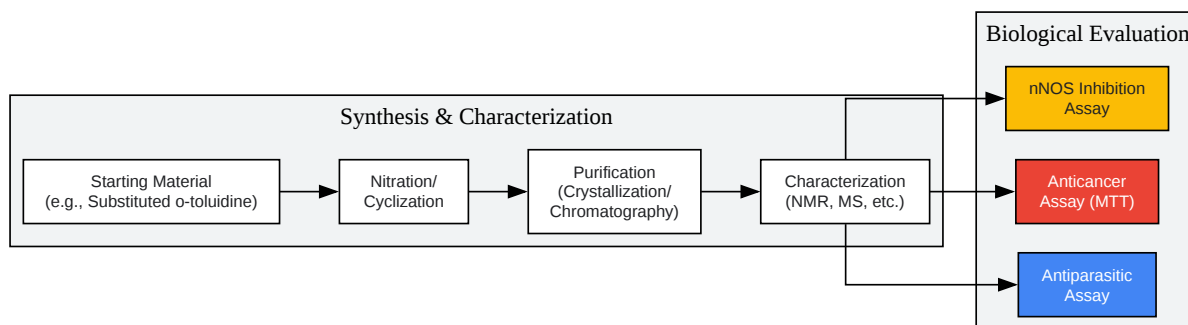 Biological Evaluation
Synthesis & Characterization
Starting Material
(e.g., Substituted o-toluidine)
Nitration/
Cyclization
Purification
(Crystallization/
Chromatography)
Characterization
(NMR, MS, etc.)
nNOS Inhibition
Assay
Anticancer
Assay (MTT)
Antiparasitic
Assay